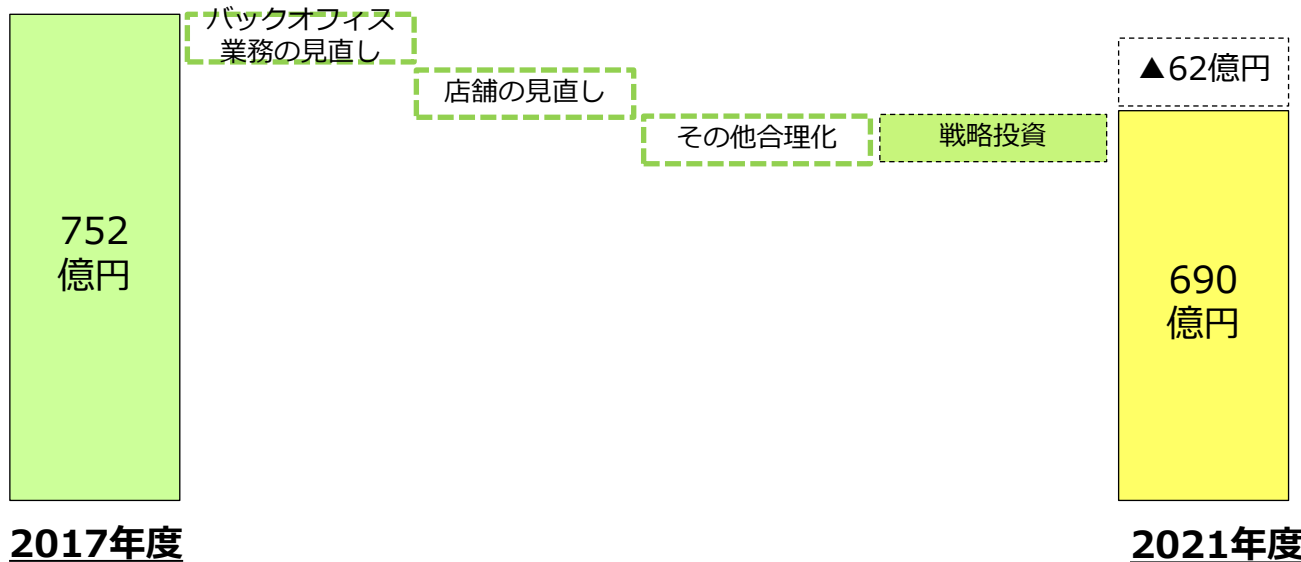 バックオフィス
業務の見直し
店舗の見直し
その他合理化
戦略投資
▲62億円
752
億円
690
億円
2017年度
2021年度